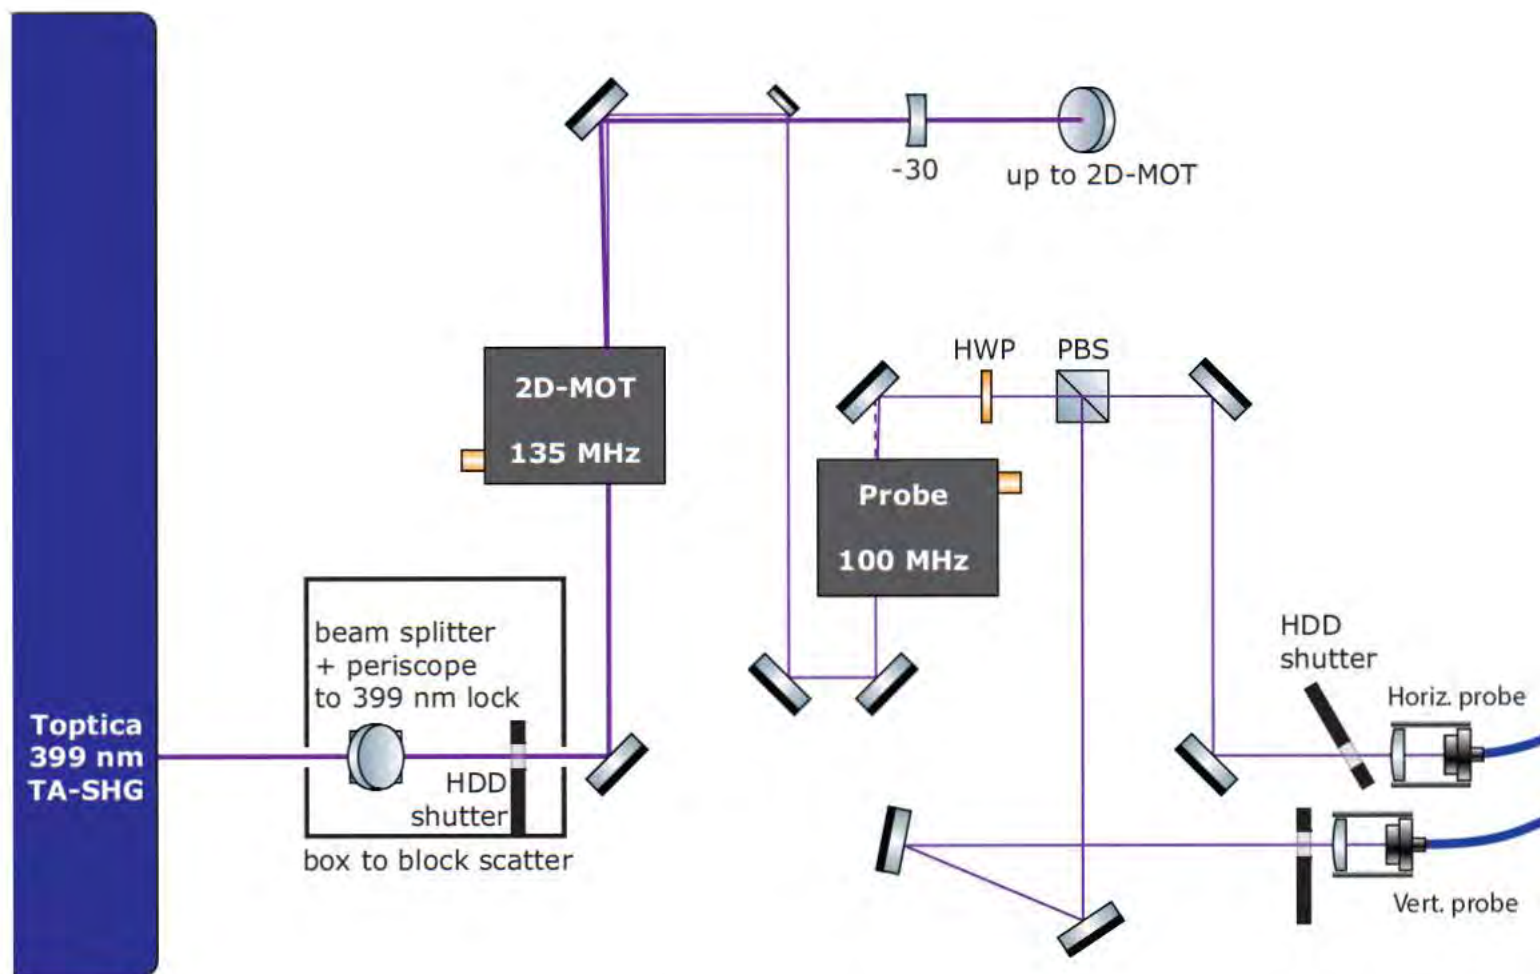 -30
up to 2D-MOT
HWP
PBS
2D-MOT
135 MHz
Probe
100 MHz
beam splitter
+ periscope
to 399 nm lock
HDD
shutter
box to block scatter
Toptica
399 nm
TA-SHG
HDD
shutter
Horiz. probe
Vert. probe